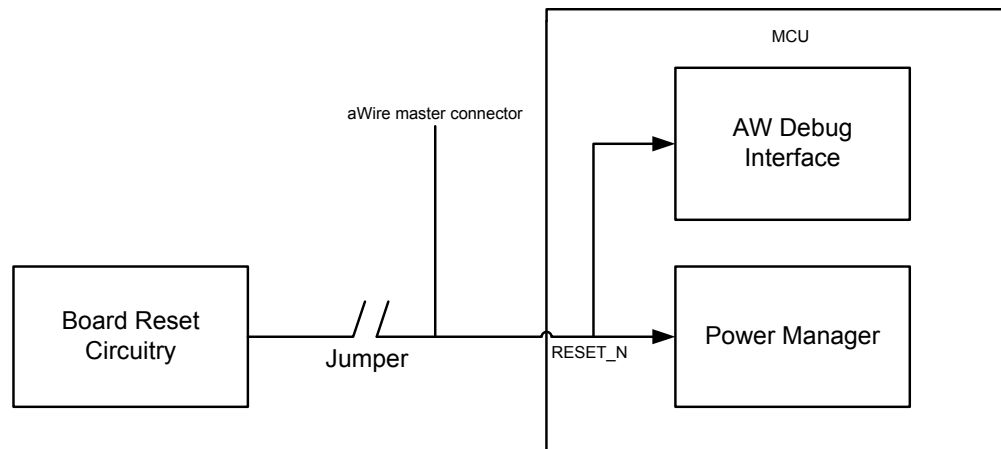 MCU
aWire master connector
AW Debug
Interface
Board Reset
Circuitry
Jumper
RESET_N
Power Manager